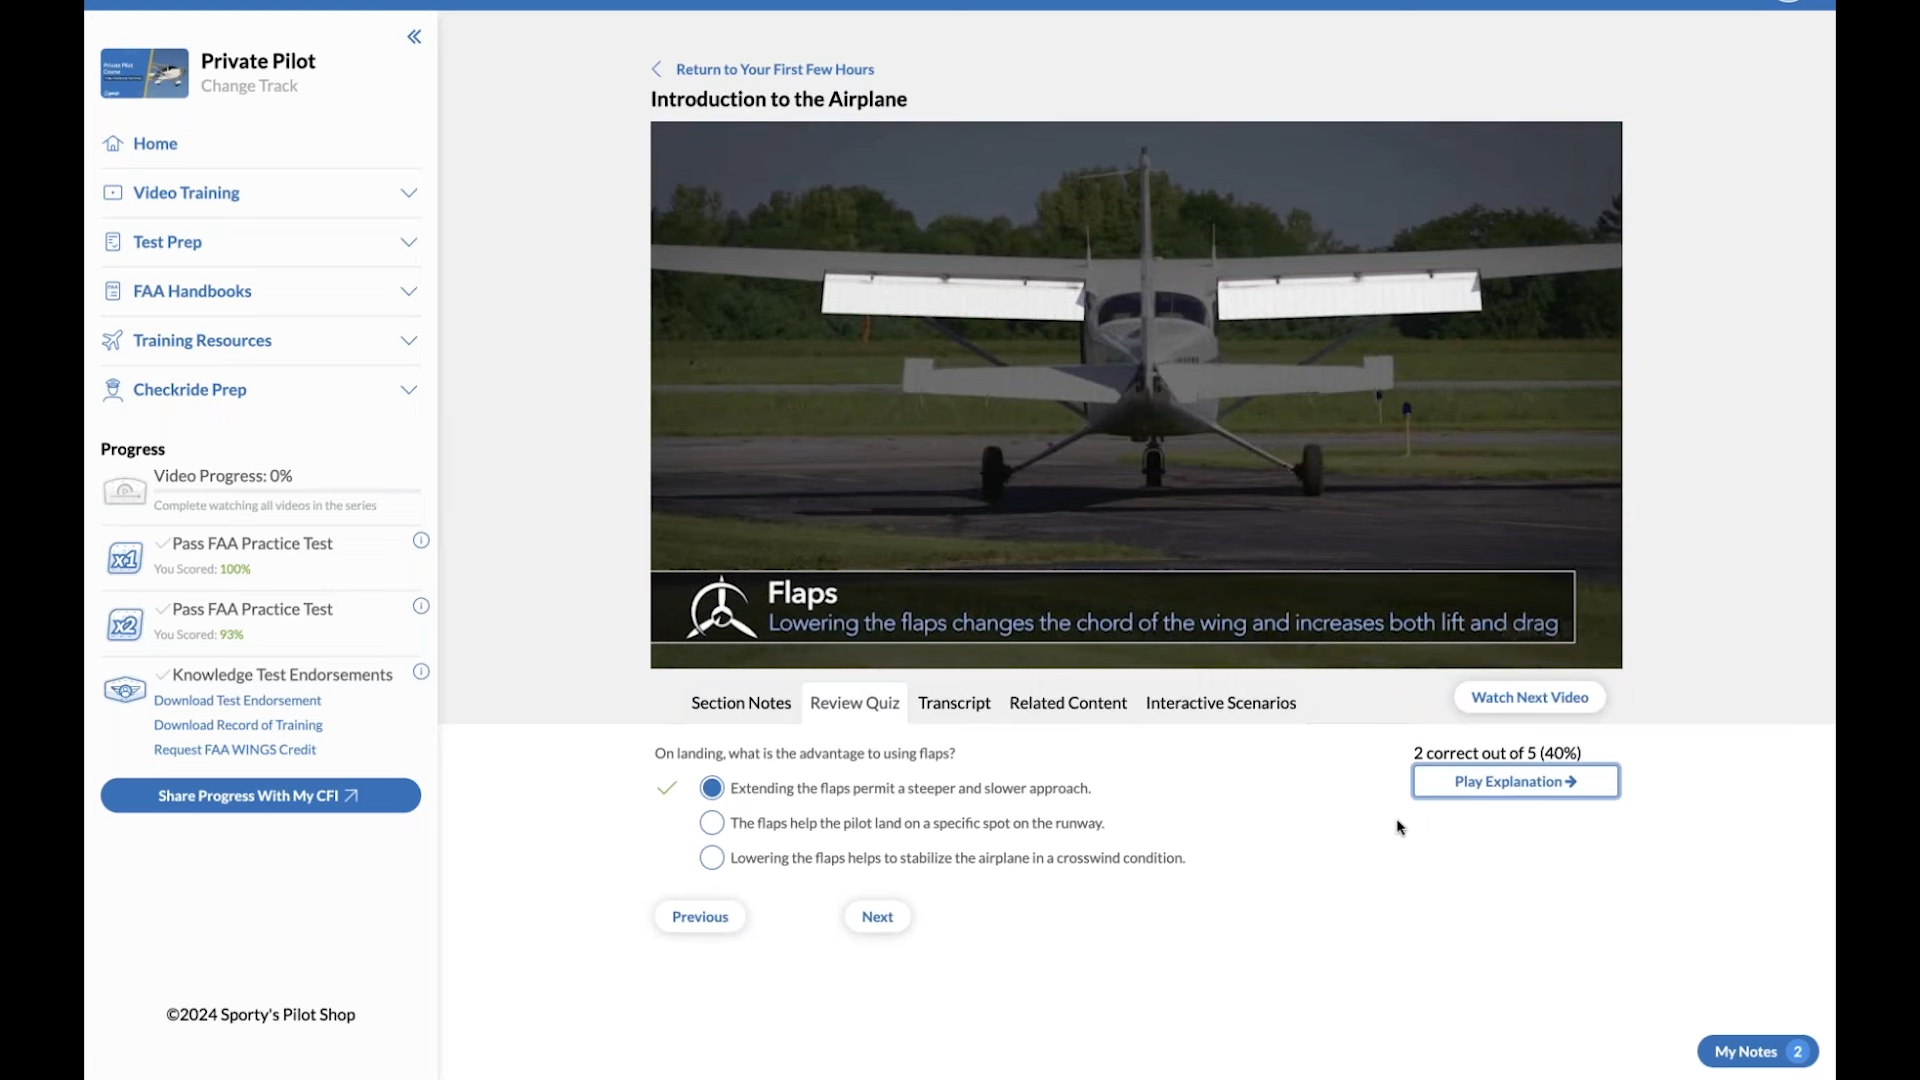 Private Pilot
Change Track
Home
Video Training
Test Prep
FAA Handbooks
Training Resources
Checkride Prep
Progress
Video Progress: 0%
Complete watching all videos in the series
x1
Pass FAA Practice Test
You Scored: 100%
x2
Pass FAA Practice Test
You Scored: 93%
Knowledge Test Endorsements
Download Test Endorsement
Download Record of Training
Request FAA WINGS Credit
Share Progress With My CFI
©2024 Sporty's Pilot Shop
Return to Your First Few Hours
Introduction to the Airplane
Flaps
Lowering the flaps changes the chord of the wing and increases both lift and drag
Section Notes
Review Quiz
Transcript
Related Content
Interactive Scenarios
Watch Next Video
On landing, what is the advantage to using flaps?
Extending the flaps permit a steeper and slower approach.
The flaps help the pilot land on a specific spot on the runway.
Lowering the flaps helps to stabilize the airplane in a crosswind condition.
2 correct out of 5 (40%)
Play Explanation
Previous
Next
My Notes 2